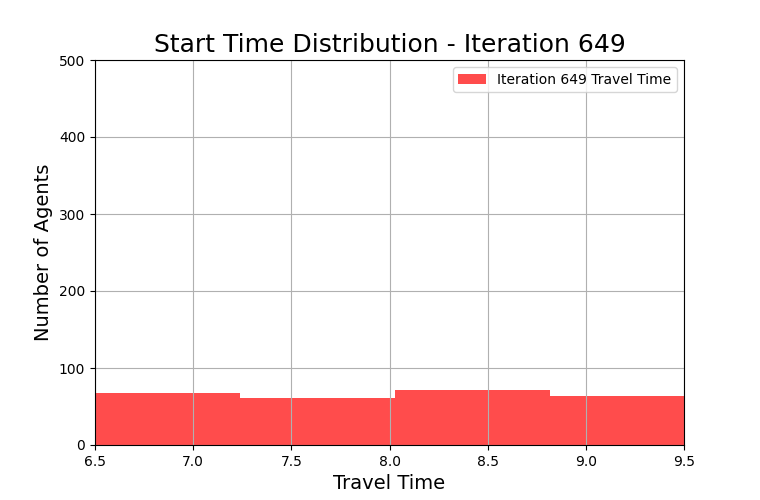 Start Time Distribution - Iteration 649
Iteration 649 Travel Time
Number of Agents
500
400
300
200
100
0
6.5 7.0 7.5 8.0 8.5 9.0 9.5
Travel Time